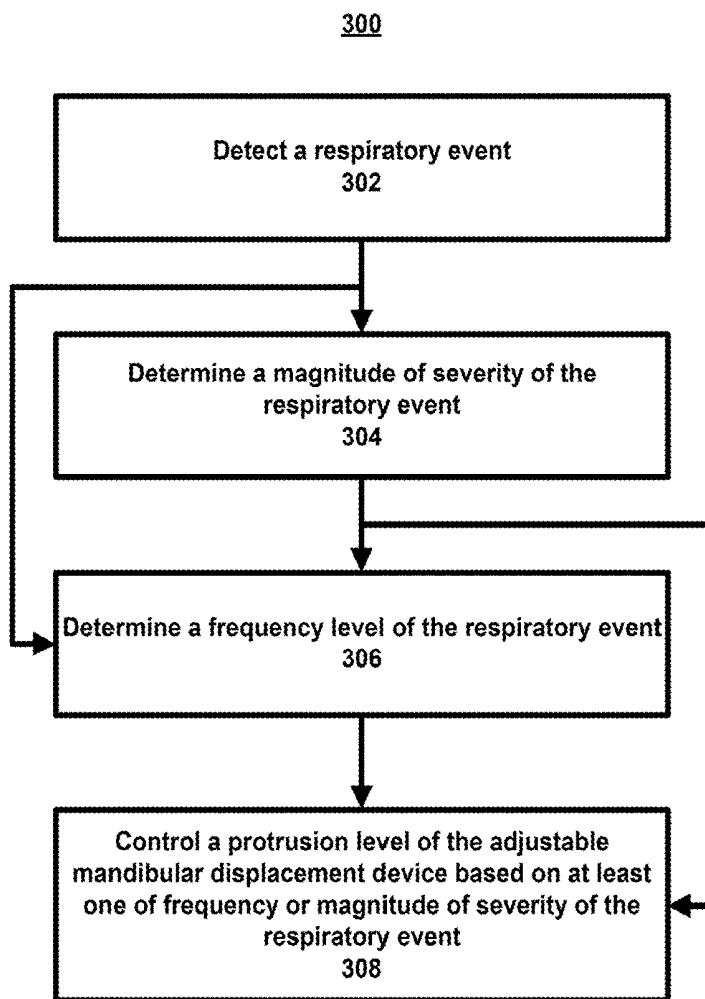 300
Detect a respiratory event
302
Determine a magnitude of severity of the
respiratory event
304
Determine a frequency level of the respiratory event
306
Control a protrusion level of the adjustable
mandibular displacement device based on at least
one of frequency or magnitude of severity of the
respiratory event
308